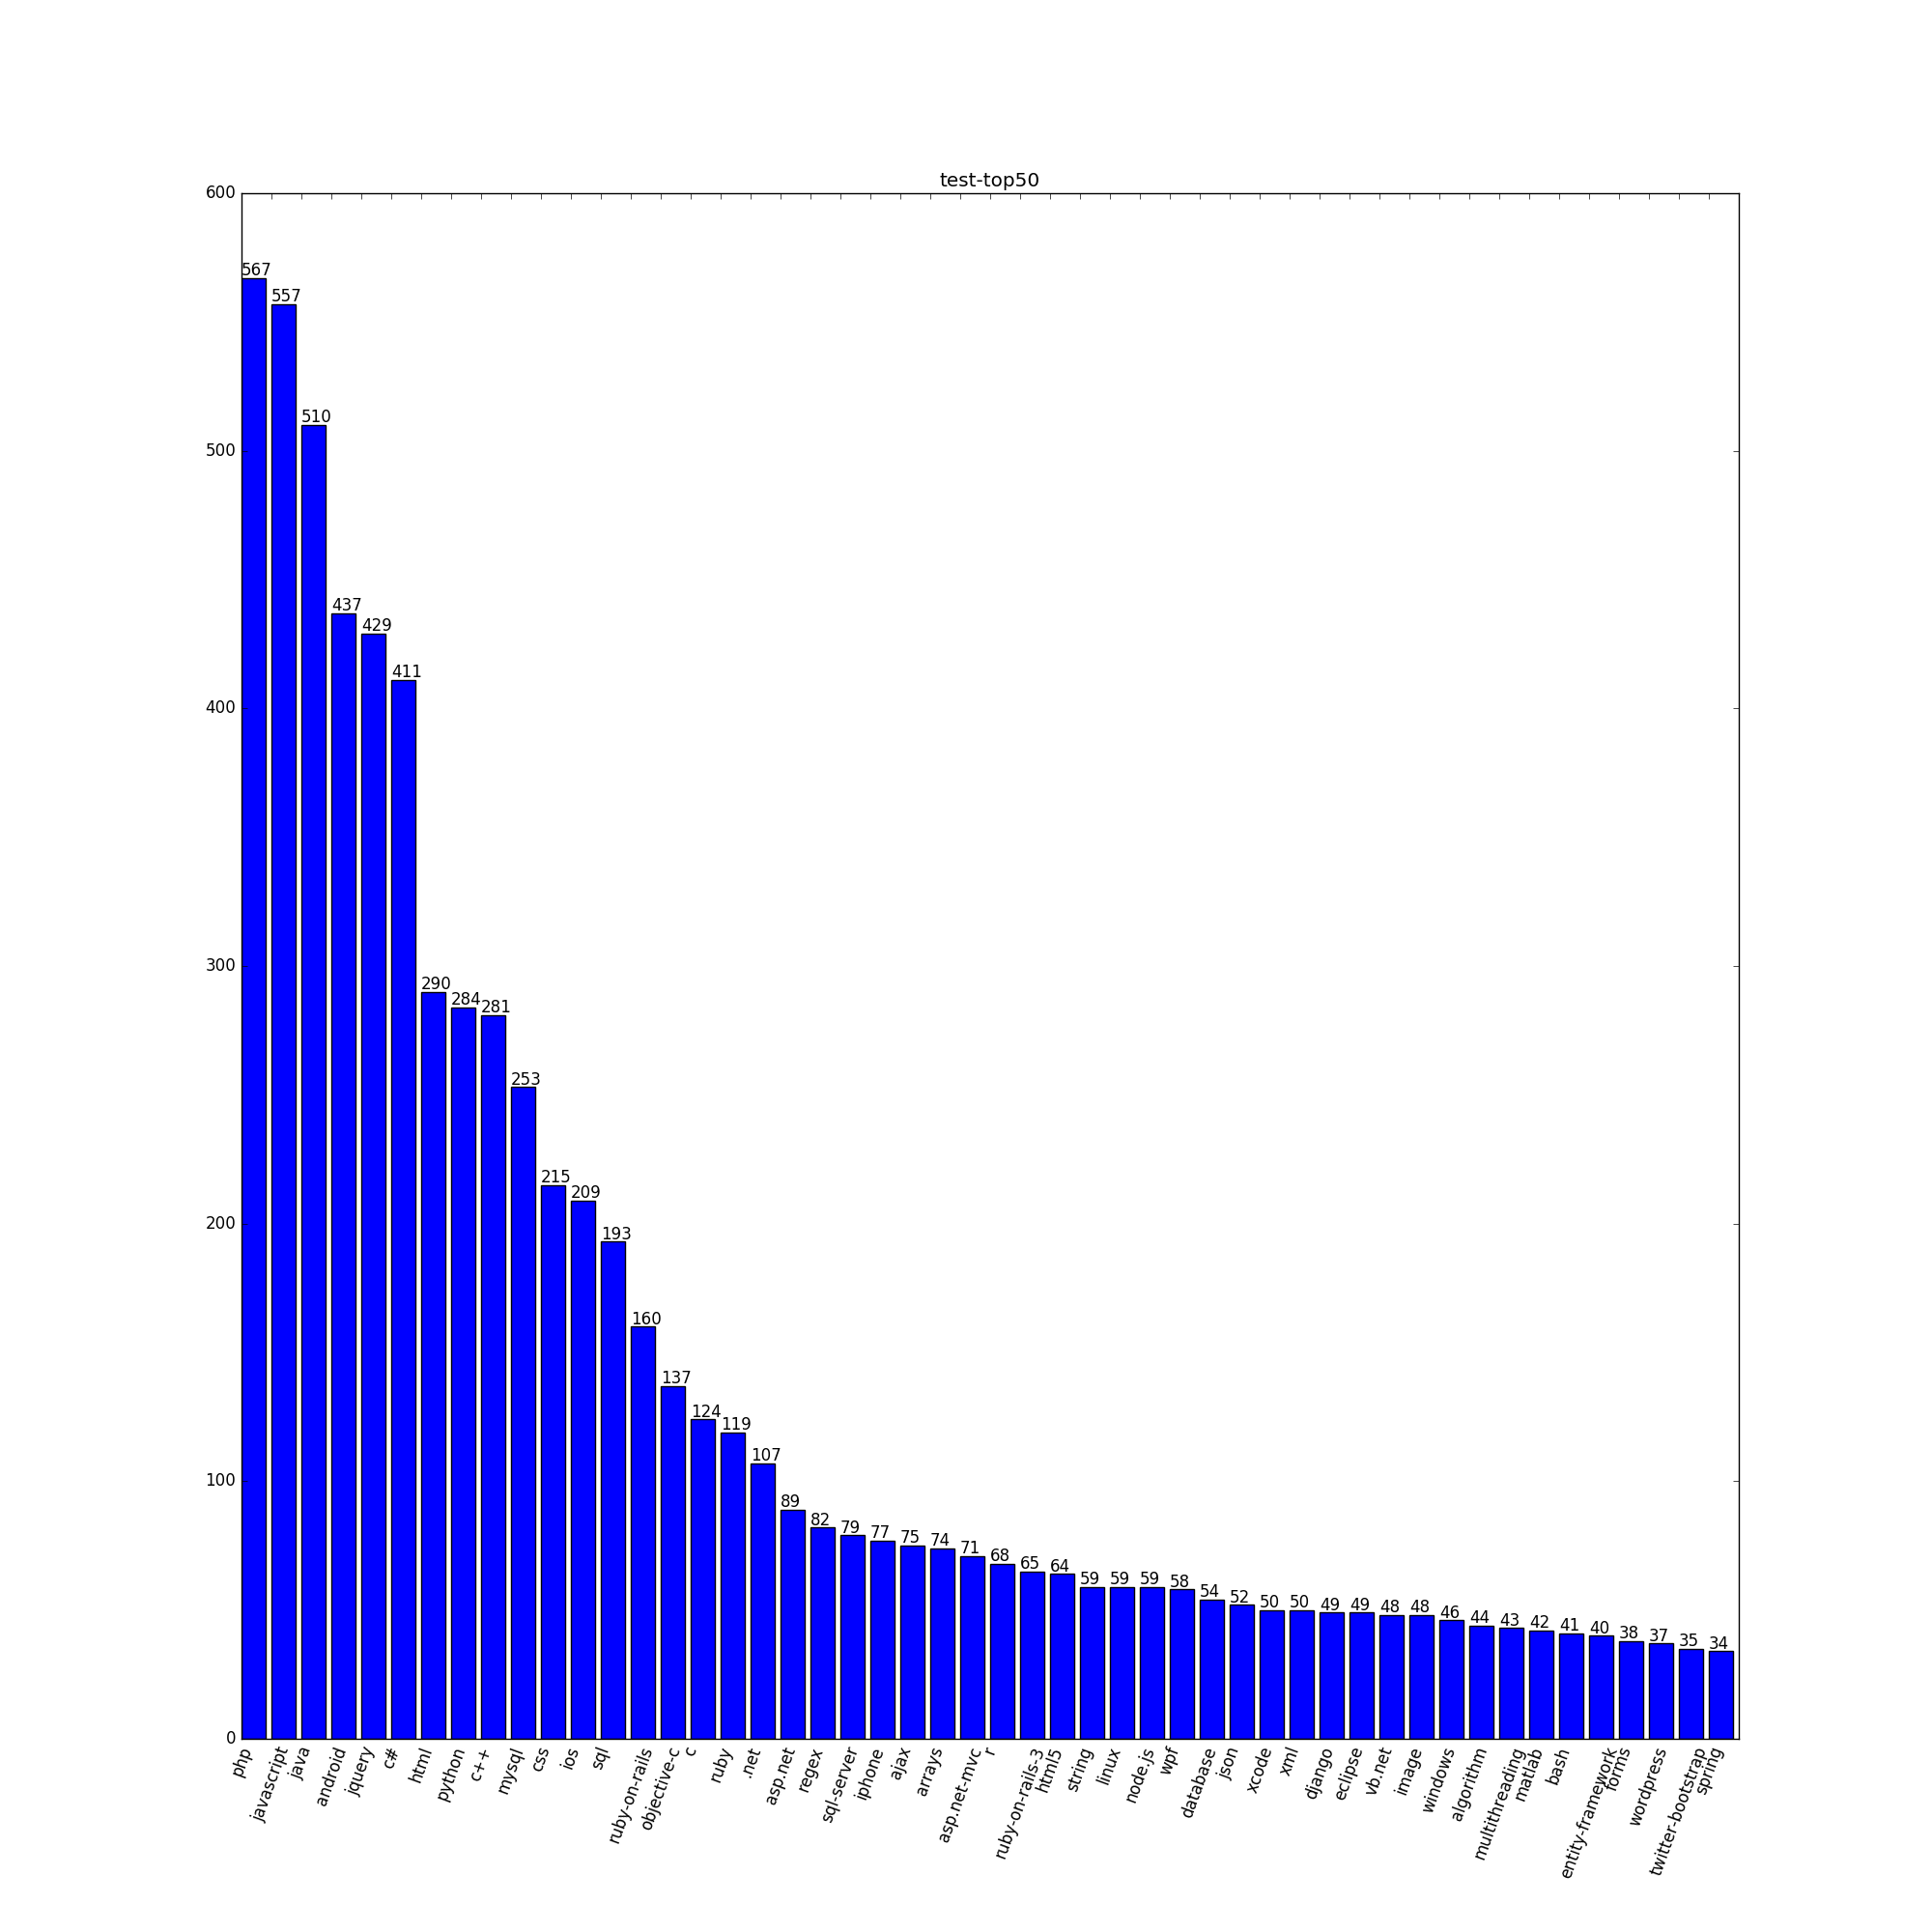 test-top50
600
500
400
300
200
100
0
567
557
510
437
429
411
290
284
281
253
215
209
193
160
137
124
119
107
89
82
79
77
75
74
71
68
65
64
59
59
59
58
54
52
50
50
49
49
48
48
46
44
43
42
41
40
38
37
35
34
php
javascript
java
android
jquery
c#
html
python
c++
mysql
css
ios
sql
ruby-on-rails
objective-c
c
ruby
.net
asp.net
regex
sql-server
iphone
ajax
arrays
asp.net-mvc
r
ruby-on-rails-3
html5
string
linux
node.js
wpf
database
json
xcode
xml
django
eclipse
vb.net
image
windows
algorithm
multithreading
matlab
bash
entity-framework
forms
wordpress
twitter-bootstrap
spring